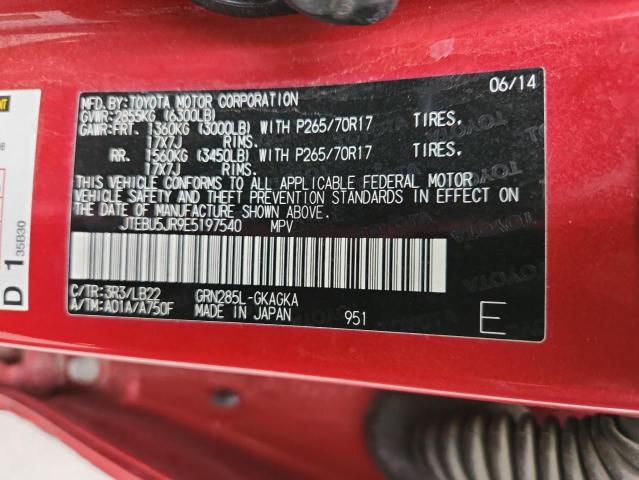 MFD. BY: TOYOTA MOTOR CORPORATION 06/14
GVWR: 2855KG (6300LB)
GAWR: FRT. 1360KG (3000LB) WITH P265/70R17 TIRES.
17X7J RIMS.
RR. 1560KG (3450LB) WITH P265/70R17 TIRES,
17X7J RIMS.
THIS VEHICLE CONFORMS TO ALL APPLICABLE FEDERAL MOTOR
VEHICLE SAFETY AND THEFT PREVENTION STANDARDS IN EFFECT ON
THE DATE OF MANUFACTURE SHOWN ABOVE.
JTEBU5JR9E5197540 MPV
C/TR: 3R3/LB22 GRN285L-GKAGKA
A/TM: A01A/A750F MADE IN JAPAN 951 E
D 1
35B30